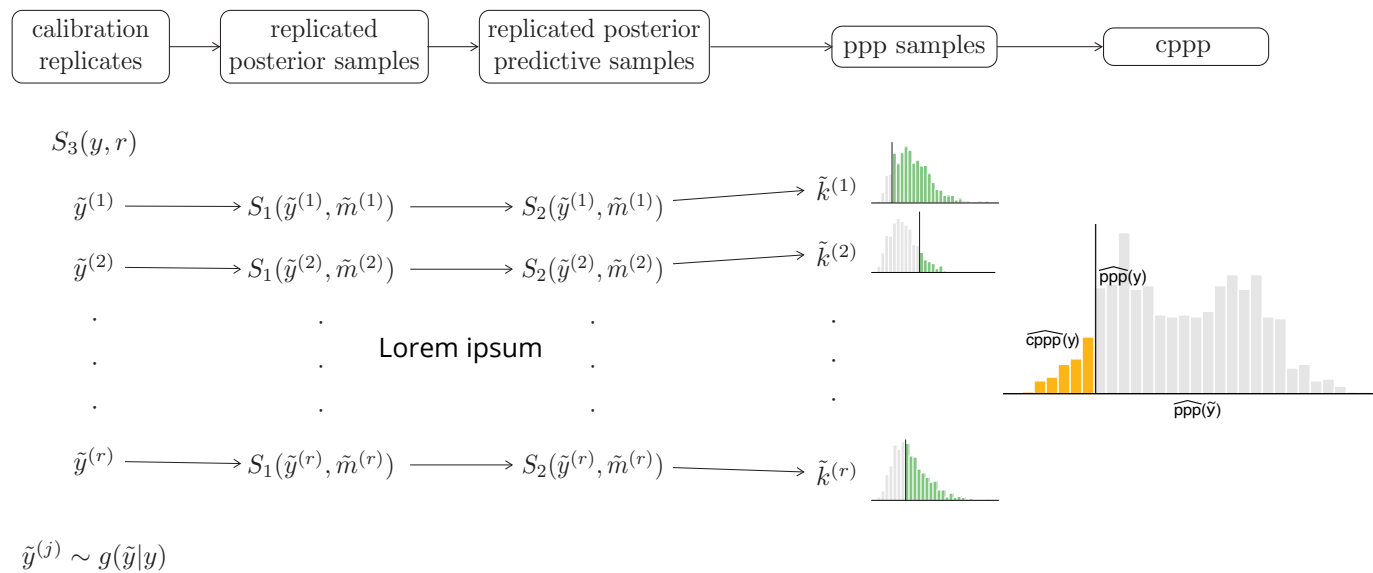 calibration
replicates
replicated
posterior samples
replicated posterior
predictive samples
ppp samples
cppp
S₃(y, r)
ỹ⁽¹⁾ S₁(ỹ⁽¹⁾, m̃⁽¹⁾) S₂(ỹ⁽¹⁾, m̃⁽¹⁾) k̃⁽¹⁾
ỹ⁽²⁾ S₁(ỹ⁽²⁾, m̃⁽²⁾) S₂(ỹ⁽²⁾, m̃⁽²⁾) k̃⁽²⁾
. . . .
. Lorem ipsum . . .
. . . .
ỹ⁽ʳ⁾ S₁(ỹ⁽ʳ⁾, m̃⁽ʳ⁾) S₂(ỹ⁽ʳ⁾, m̃⁽ʳ⁾) k̃⁽ʳ⁾
p͡pp(y)
c͡ppp(y)
p͡pp(ỹ)
ỹ⁽ʲ⁾ ∼ g(ỹ|y)